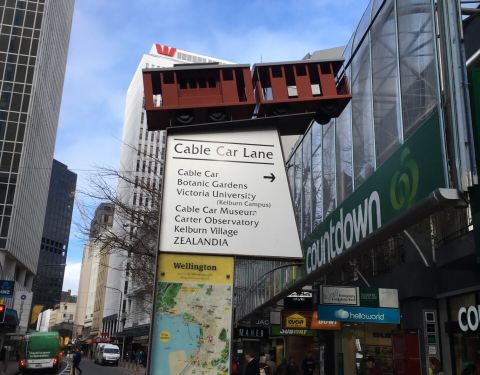 Cable Car Lane
Cable Car
Botanic Gardens
Victoria University
(Kelburn Campus)
Cable Car Museum
Carter Observatory
Kelburn Village
ZEALANDIA
Wellington
countdown
helloworld
SUBWAY